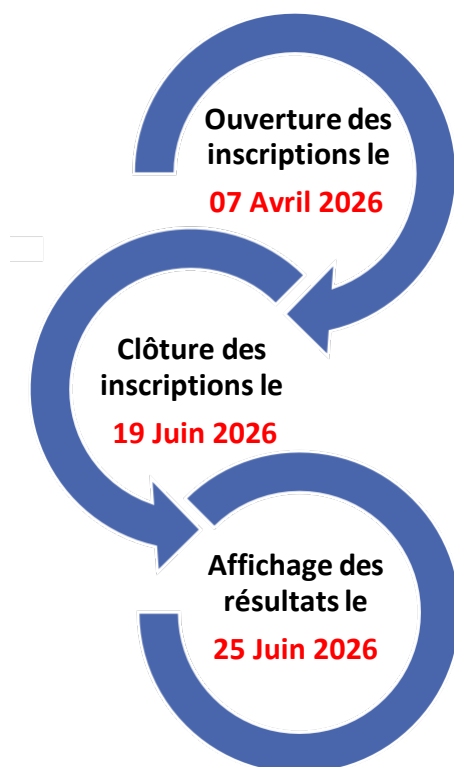 Ouverture des
inscriptions le
07 Avril 2026
Clôture des
inscriptions le
19 Juin 2026
Affichage des
résultats le
25 Juin 2026